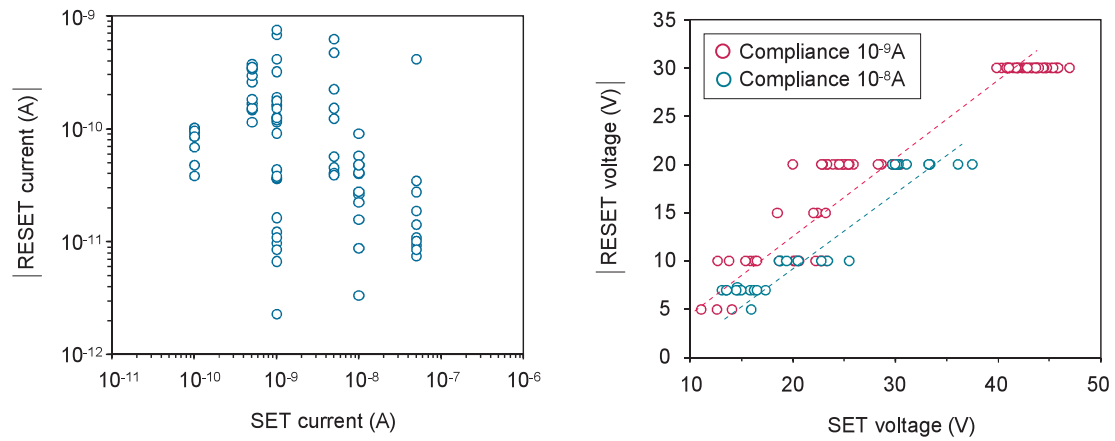 10⁻⁹
10⁻¹⁰
10⁻¹¹
10⁻¹²
|RESET current (A)|
10⁻¹¹ 10⁻¹⁰ 10⁻⁹ 10⁻⁸ 10⁻⁷ 10⁻⁶
SET current (A)
Compliance 10⁻⁹A
Compliance 10⁻⁸A
35
30
25
20
15
10
5
0
|RESET voltage (V)|
10 20 30 40 50
SET voltage (V)